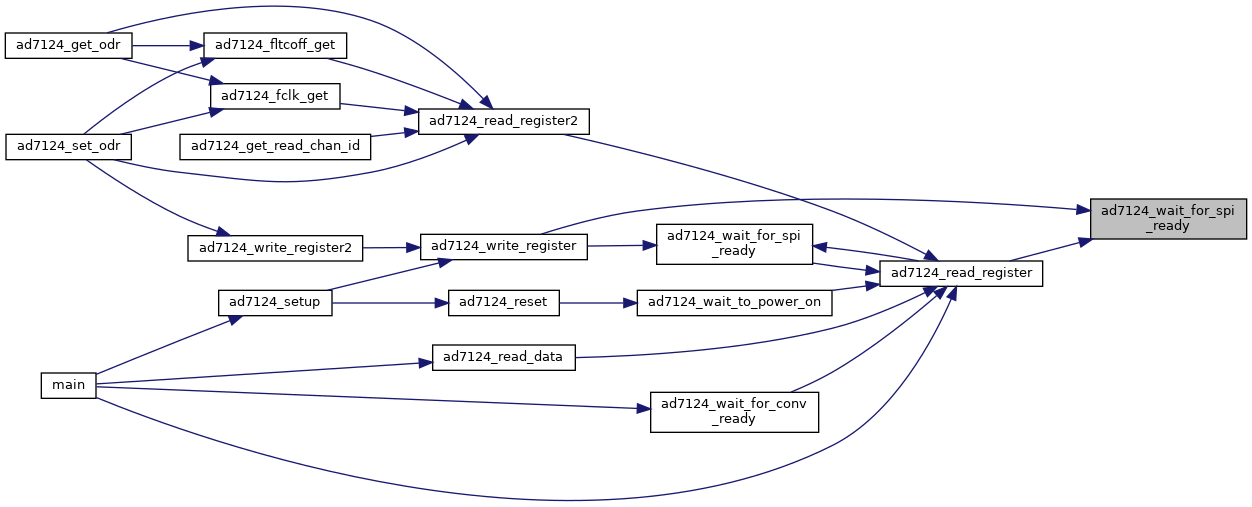 ad7124_get_odr
ad7124_fltcoff_get
ad7124_fclk_get
ad7124_read_register2
ad7124_set_odr
ad7124_get_read_chan_id
ad7124_wait_for_spi
_ready
ad7124_write_register2
ad7124_write_register
ad7124_wait_for_spi
_ready
ad7124_read_register
ad7124_setup
ad7124_reset
ad7124_wait_to_power_on
ad7124_read_data
main
ad7124_wait_for_conv
_ready